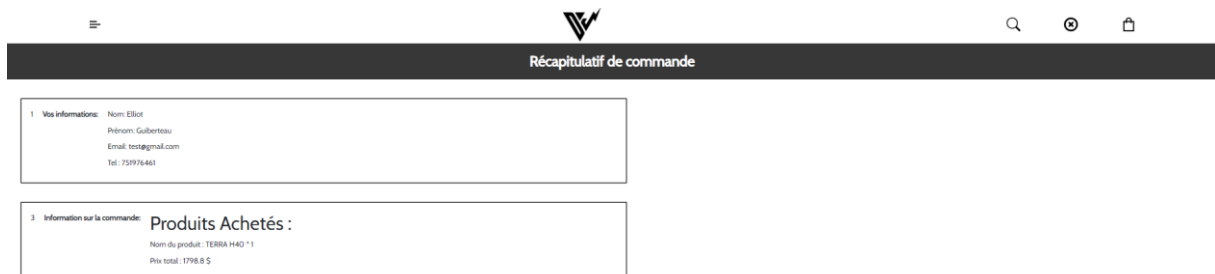 Récapitulatif de commande
1 Vos informations: Nom: Elliot
Prénom: Guiberteau
Email: test@gmail.com
Tel : 751976461
3 Information sur la commande: Produits Achetés :
Nom du produit : TERRA H40 * 1
Prix total : 1798.8 $